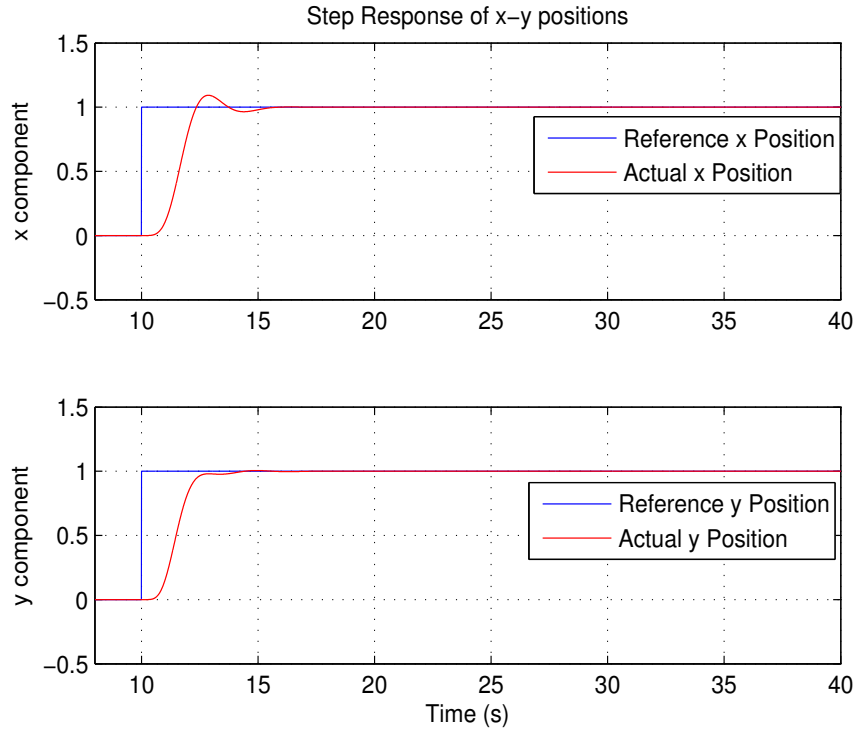 Step Response of x−y positions
1.5
1
0.5
0
−0.5
x component
Reference x Position
Actual x Position
10 15 20 25 30 35 40
1.5
1
0.5
0
−0.5
y component
Reference y Position
Actual y Position
10 15 20 25 30 35 40
Time (s)